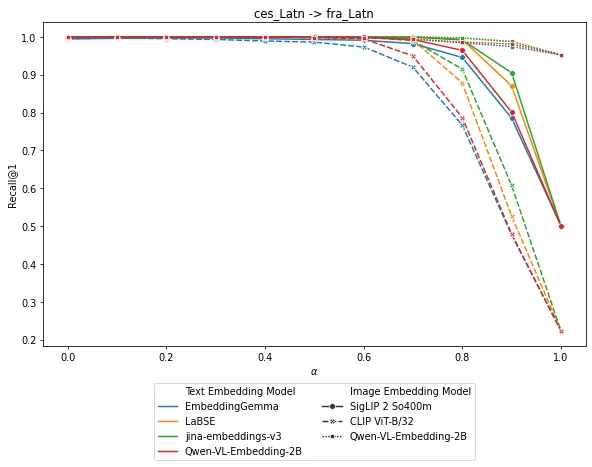 ces_Latn -> fra_Latn
Recall@1
1.0
0.9
0.8
0.7
0.6
0.5
0.4
0.3
0.2
0.0 0.2 0.4 0.6 0.8 1.0
α
Text Embedding Model
EmbeddingGemma
LaBSE
jina-embeddings-v3
Qwen-VL-Embedding-2B
Image Embedding Model
SigLIP 2 So400m
CLIP ViT-B/32
Qwen-VL-Embedding-2B